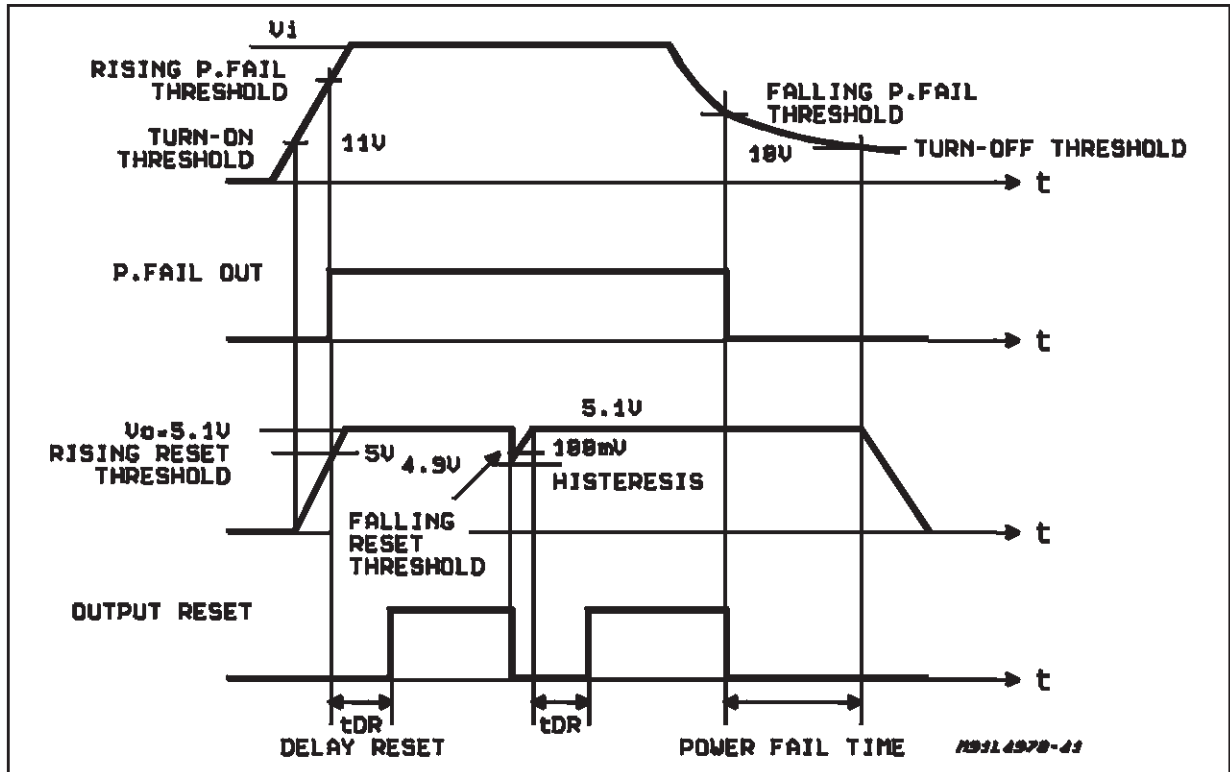 Vi
RISING P.FAIL
THRESHOLD
FALLING P.FAIL
THRESHOLD
TURN-ON
THRESHOLD
11V
10V
TURN-OFF THRESHOLD
t
P.FAIL OUT
t
5.1V
Vo=5.1V
RISING RESET
THRESHOLD
5V
4.9V
100mV
HISTERESIS
FALLING
RESET
THRESHOLD
t
OUTPUT RESET
t
tDR
tDR
DELAY RESET
POWER FAIL TIME
M91L4970-41